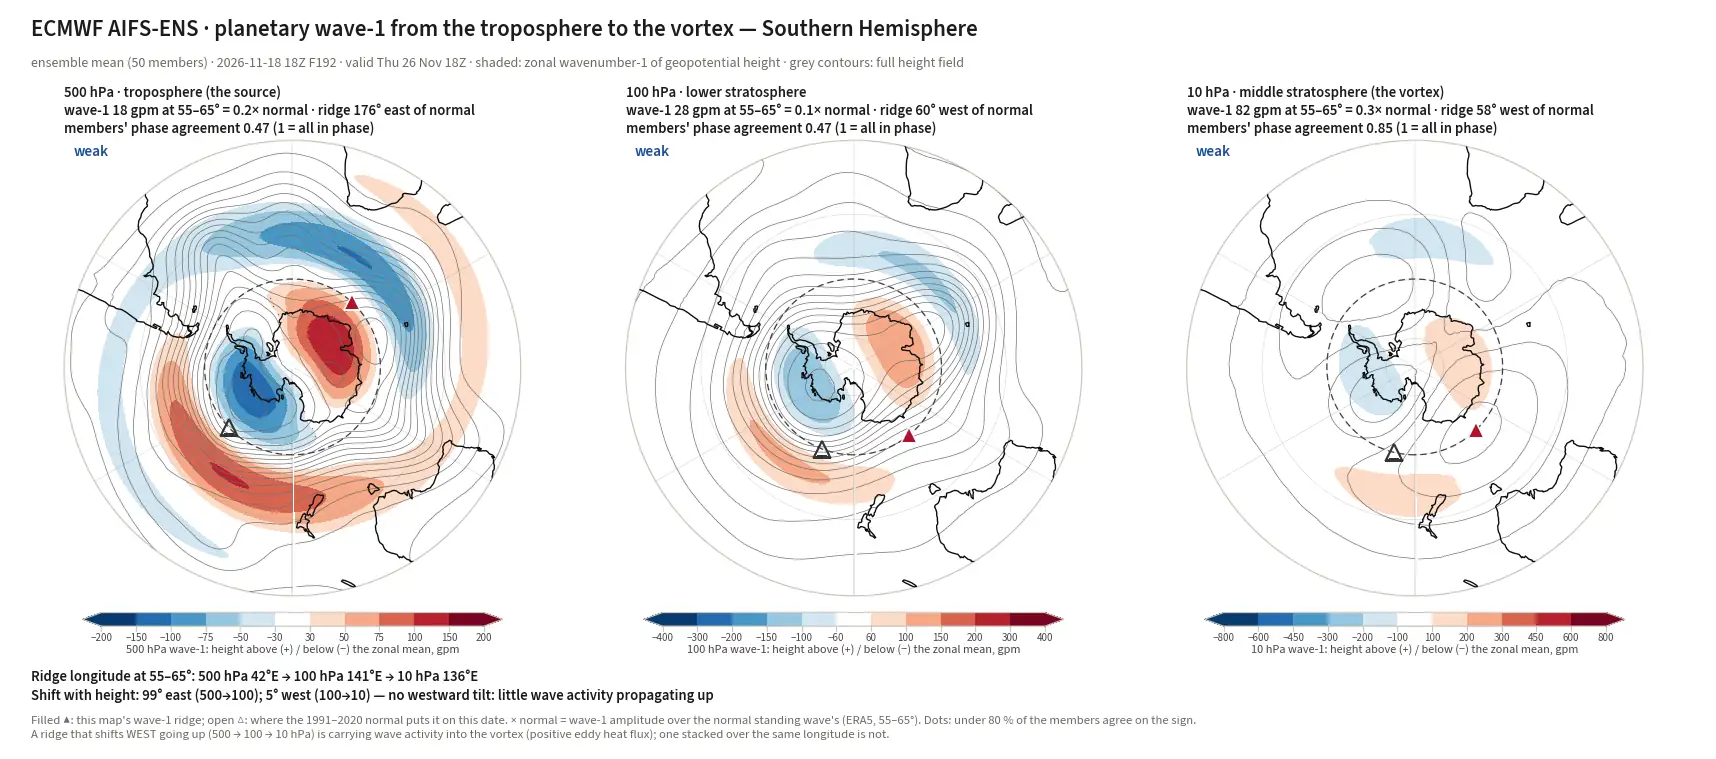 ECMWF AIFS-ENS · planetary wave-1 from the troposphere to the vortex — Southern Hemisphere
ensemble mean (50 members) · 2026-11-18 18Z F192 · valid Thu 26 Nov 18Z · shaded: zonal wavenumber-1 of geopotential height · grey contours: full height field
500 hPa · troposphere (the source)
wave-1 18 gpm at 55–65° = 0.2× normal · ridge 176° east of normal
members' phase agreement 0.47 (1 = all in phase)
weak
100 hPa · lower stratosphere
wave-1 28 gpm at 55–65° = 0.1× normal · ridge 60° west of normal
members' phase agreement 0.47 (1 = all in phase)
weak
10 hPa · middle stratosphere (the vortex)
wave-1 82 gpm at 55–65° = 0.3× normal · ridge 58° west of normal
members' phase agreement 0.85 (1 = all in phase)
weak
−200 −150 −100 −75 −50 −30 30 50 75 100 150 200
500 hPa wave-1: height above (+) / below (−) the zonal mean, gpm
−400 −300 −200 −150 −100 −60 60 100 150 200 300 400
100 hPa wave-1: height above (+) / below (−) the zonal mean, gpm
−800 −600 −450 −300 −200 −100 100 200 300 450 600 800
10 hPa wave-1: height above (+) / below (−) the zonal mean, gpm
Ridge longitude at 55–65°: 500 hPa 42°E → 100 hPa 141°E → 10 hPa 136°E
Shift with height: 99° east (500→100); 5° west (100→10) — no westward tilt: little wave activity propagating up
Filled ▲: this map's wave-1 ridge; open △: where the 1991–2020 normal puts it on this date. × normal = wave-1 amplitude over the normal standing wave's (ERA5, 55–65°). Dots: under 80 % of the members agree on the sign.
A ridge that shifts WEST going up (500 → 100 → 10 hPa) is carrying wave activity into the vortex (positive eddy heat flux); one stacked over the same longitude is not.